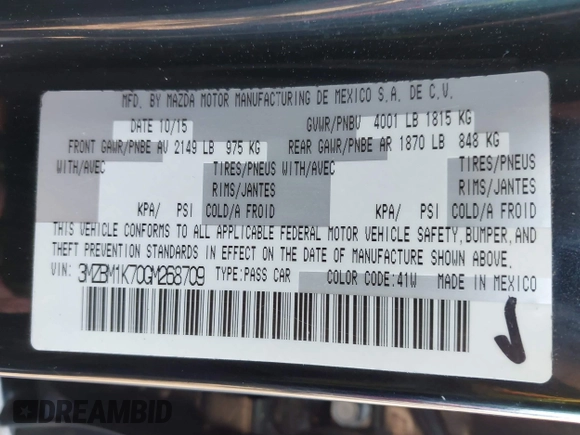 MFD. BY MAZDA MOTOR MANUFACTURING DE MEXICO S.A. DE C.V.
DATE 10/15 GVWR/PNBV 4001 LB 1815 KG
FRONT GAWR/PNBE AV 2149 LB 975 KG REAR GAWR/PNBE AR 1870 LB 848 KG
WITH/AVEC TIRES/PNEUS WITH/AVEC TIRES/PNEUS
RIMS/JANTES RIMS/JANTES
KPA/ PSI COLD/A FROID KPA/ PSI COLD/A FROID
THIS VEHICLE CONFORMS TO ALL APPLICABLE FEDERAL MOTOR VEHICLE SAFETY, BUMPER, AND
THEFT PREVENTION STANDARDS IN EFFECT ON THE DATE OF MANUFACTURE SHOWN ABOVE.
VIN: 3MZBM1K70GM268709 TYPE:PASS CAR COLOR CODE:41W MADE IN MEXICO
DREAMBID